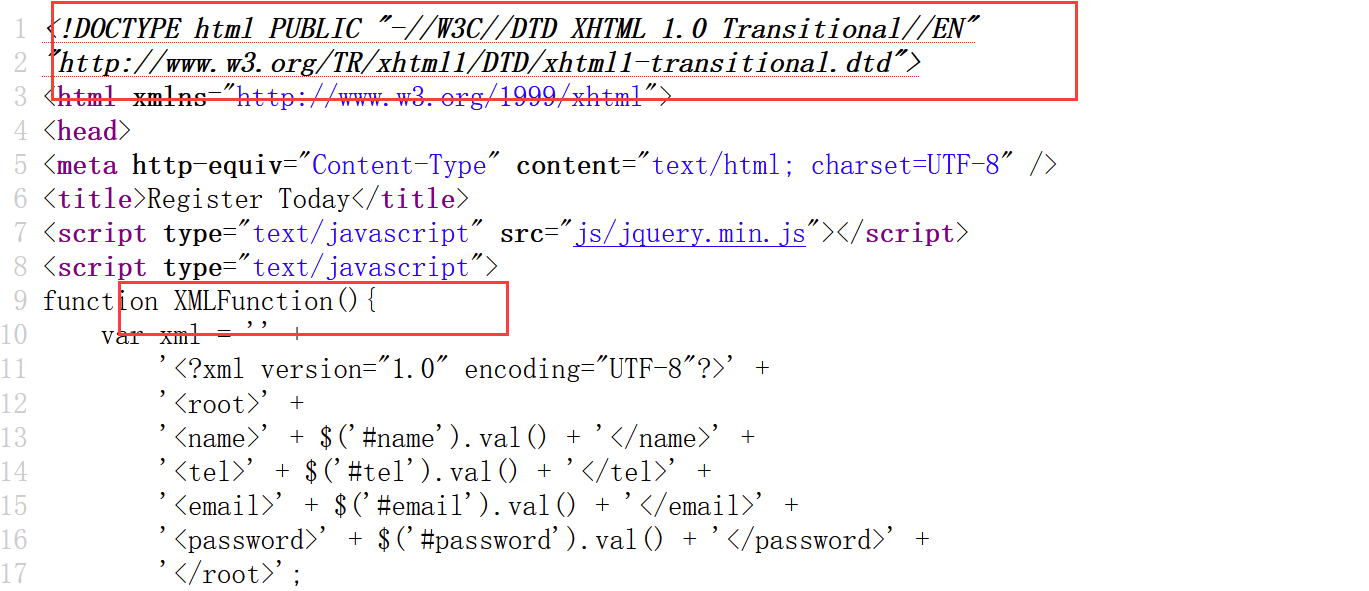 1 <!DOCTYPE html PUBLIC "-//W3C//DTD XHTML 1.0 Transitional//EN"
2 "http://www.w3.org/TR/xhtml1/DTD/xhtml1-transitional.dtd">
3 <html xmlns="http://www.w3.org/1999/xhtml">
4 <head>
5 <meta http-equiv="Content-Type" content="text/html; charset=UTF-8" />
6 <title>Register Today</title>
7 <script type="text/javascript" src="js/jquery.min.js"></script>
8 <script type="text/javascript">
9 function XMLFunction(){
10     var xml = '' +
11         '<?xml version="1.0" encoding="UTF-8"?>' +
12         '<root>' +
13         '<name>' + $('#name').val() + '</name>' +
14         '<tel>' + $('#tel').val() + '</tel>' +
15         '<email>' + $('#email').val() + '</email>' +
16         '<password>' + $('#password').val() + '</password>' +
17         '</root>';